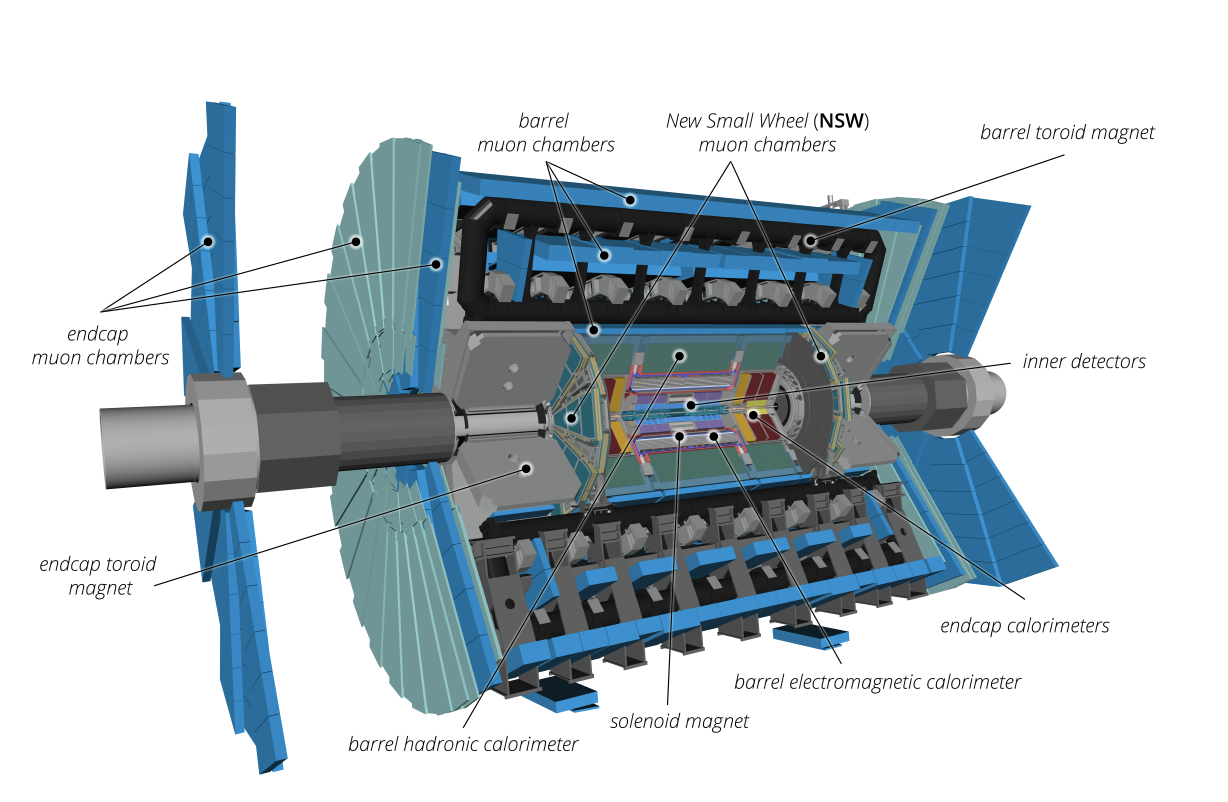 barrel
muon chambers
New Small Wheel (NSW)
muon chambers
barrel toroid magnet
endcap
muon chambers
inner detectors
endcap toroid
magnet
endcap calorimeters
barrel electromagnetic calorimeter
solenoid magnet
barrel hadronic calorimeter